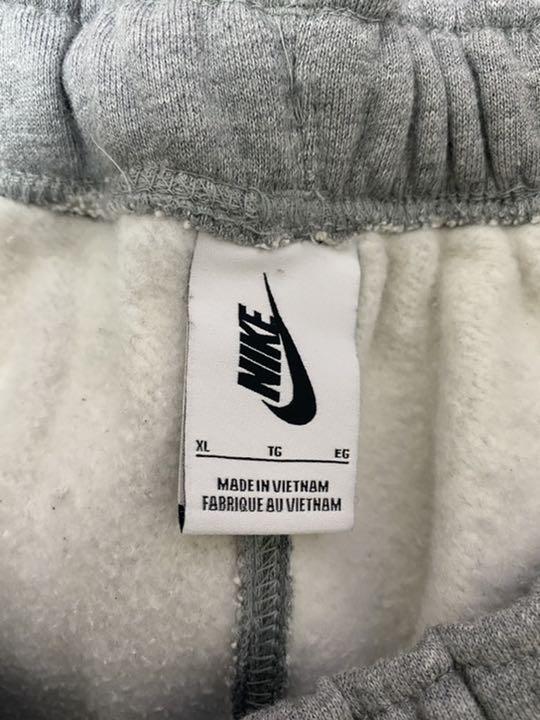 NIKE
XL TG EG
MADE IN VIETNAM
FABRIQUE AU VIETNAM